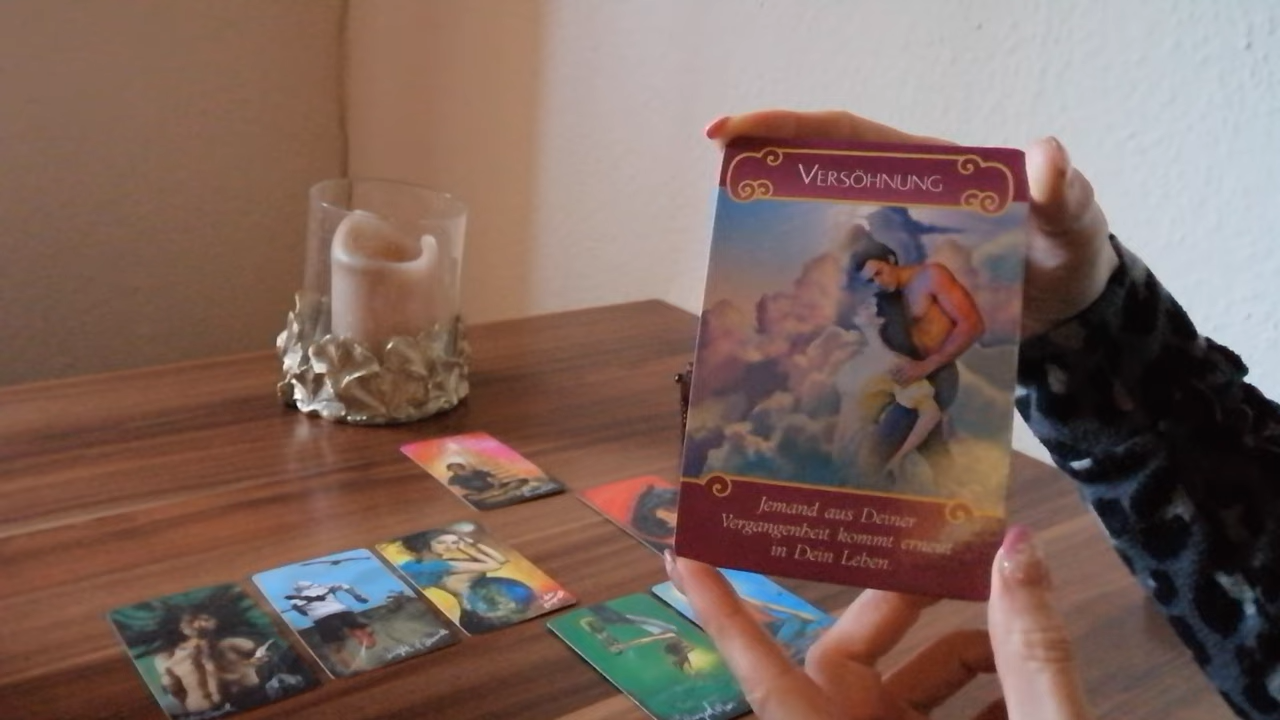 VERSÖHNUNG
Jemand aus Deiner
Vergangenheit kommt erneut
in Dein Leben.